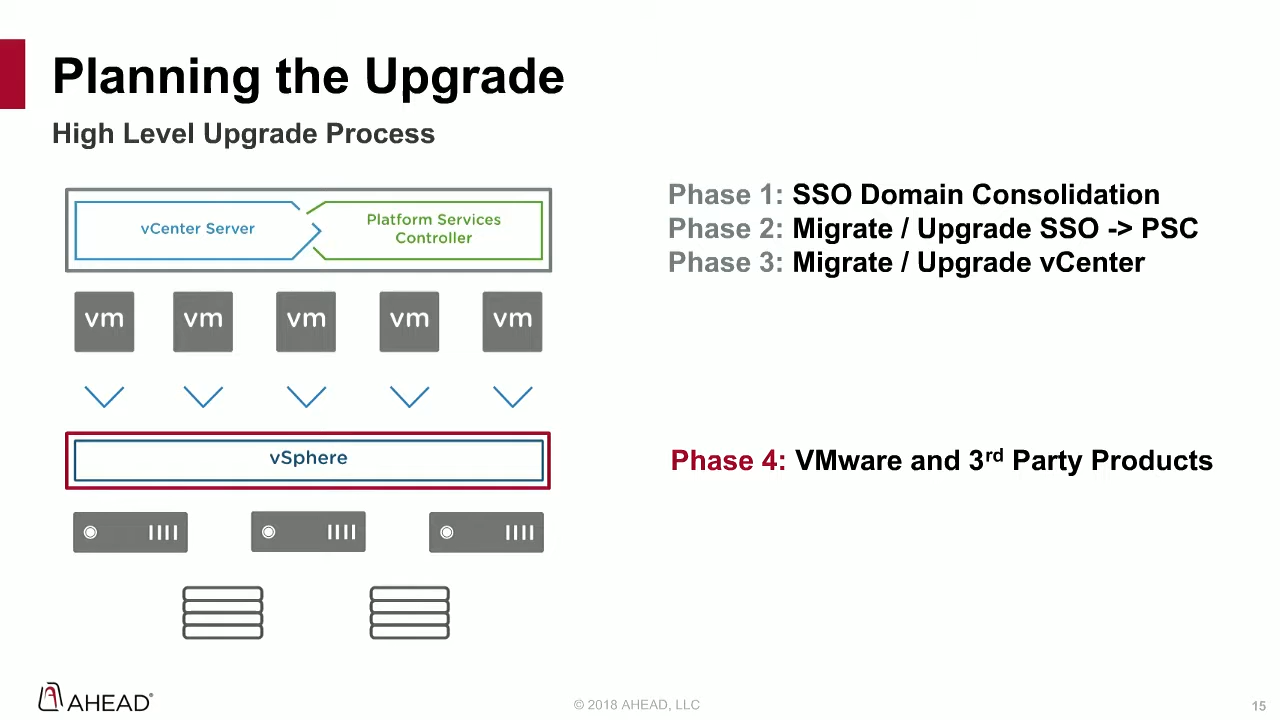 Planning the Upgrade
High Level Upgrade Process
vCenter Server
Platform Services
Controller
Phase 1: SSO Domain Consolidation
Phase 2: Migrate / Upgrade SSO -> PSC
Phase 3: Migrate / Upgrade vCenter
vm vm vm vm vm
vSphere
Phase 4: VMware and 3rd Party Products
AHEAD®
© 2018 AHEAD, LLC
15